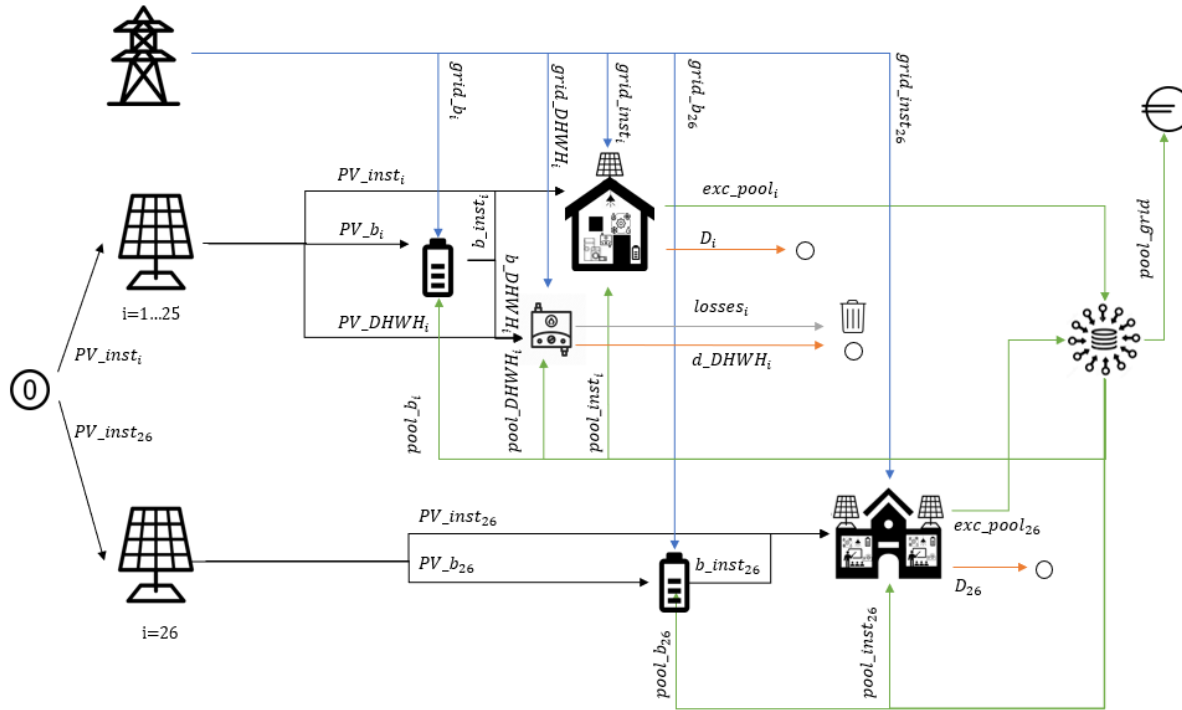 grid_b_i
grid_DHWH_i
grid_inst_i
grid_b_26
grid_inst_26
PV_inst_i
PV_b_i
PV_DHWH_i
b_inst_i
b_DHWH_i
exc_pool_i
D_i
losses_i
d_DHWH_i
pool_grid
i=1...25
PV_inst_i
0
PV_inst_26
pool_b_i
pool_DHWH_i
pool_inst_i
PV_inst_26
PV_b_26
b_inst_26
exc_pool_26
D_26
i=26
pool_b_26
pool_inst_26